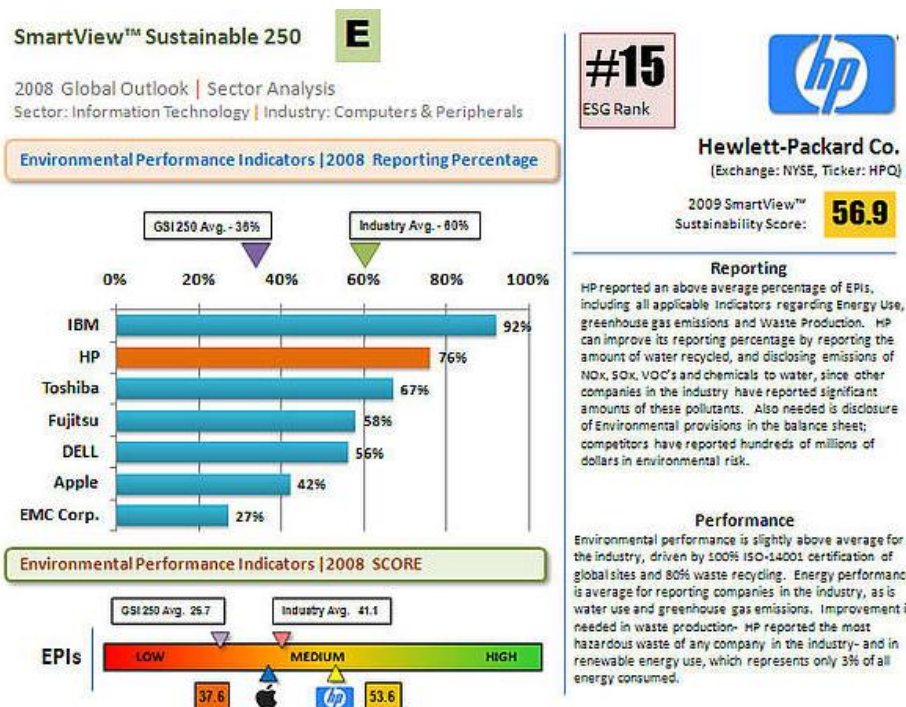 SmartView™ Sustainable 250
E
2008 Global Outlook | Sector Analysis
Sector: Information Technology | Industry: Computers & Peripherals
Environmental Performance Indicators |2008 Reporting Percentage
GSI 250 Avg. - 36%
Industry Avg. - 60%
0% 20% 40% 60% 80% 100%
IBM 92%
HP 76%
Toshiba 67%
Fujitsu 58%
DELL 56%
Apple 42%
EMC Corp. 27%
Environmental Performance Indicators |2008 SCORE
GSI 250 Avg. 25.7
Industry Avg. 41.1
EPIs
LOW MEDIUM HIGH
37.6 hp 53.6
#15
ESG Rank
hp
Hewlett-Packard Co.
(Exchange: NYSE, Ticker: HPQ)
2009 SmartView™
Sustainability Score:
56.9
Reporting
HP reported an above average percentage of EPIs,
including all applicable Indicators regarding Energy Use,
greenhouse gas emissions and Waste Production. HP
can improve its reporting percentage by reporting the
amount of water recycled, and disclosing emissions of
NOx, SOx, VOC's and chemicals to water, since other
companies in the industry have reported significant
amounts of these pollutants. Also needed is disclosure
of Environmental provisions in the balance sheet;
competitors have reported hundreds of millions of
dollars in environmental risk.
Performance
Environmental performance is slightly above average for
the industry, driven by 100% ISO-14001 certification of
global sites and 80% waste recycling. Energy performanc
is average for reporting companies in the industry, as is
water use and greenhouse gas emissions. Improvement i
needed in waste production- HP reported the most
hazardous waste of any company in the industry- and in
renewable energy use, which represents only 3% of all
energy consumed.